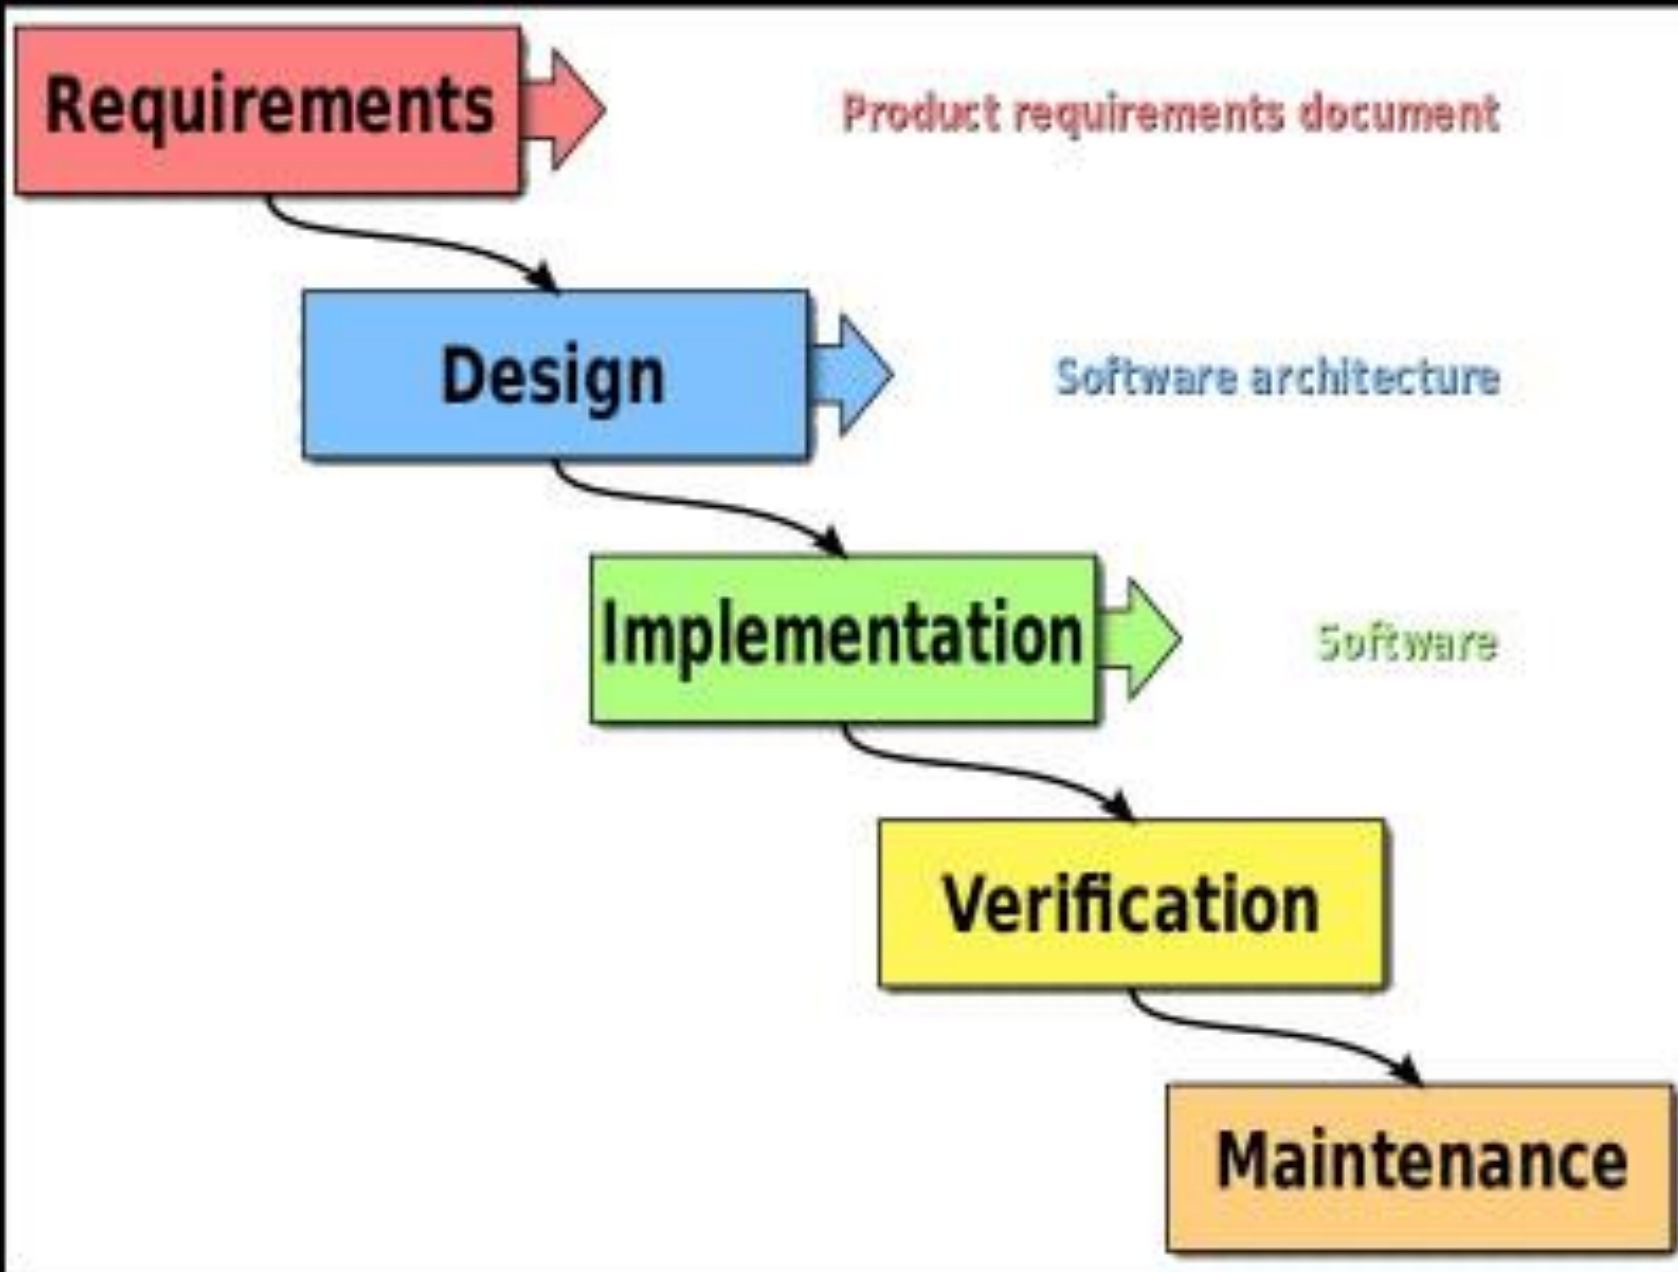 Requirements
Product requirements document
Design
Software architecture
Implementation
Software
Verification
Maintenance